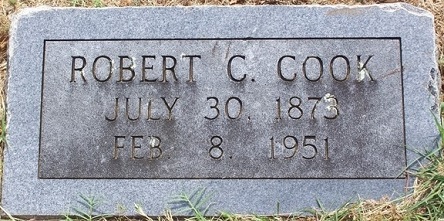 ROBERT C. COOK
JULY 30, 1873
FEB. 8, 1951